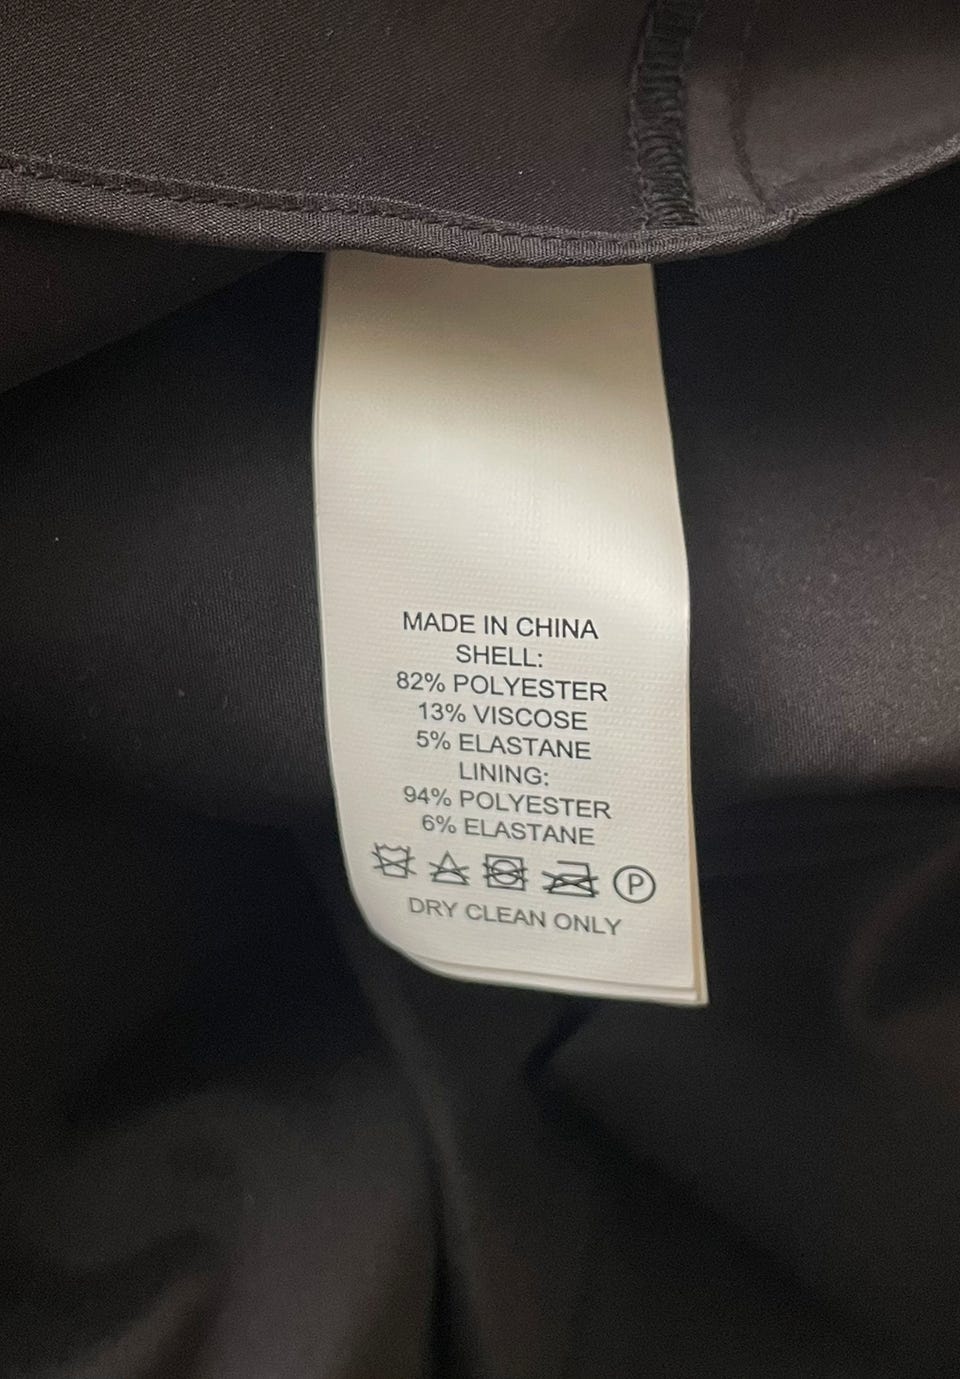 MADE IN CHINA
SHELL:
82% POLYESTER
13% VISCOSE
5% ELASTANE
LINING:
94% POLYESTER
6% ELASTANE
P
DRY CLEAN ONLY